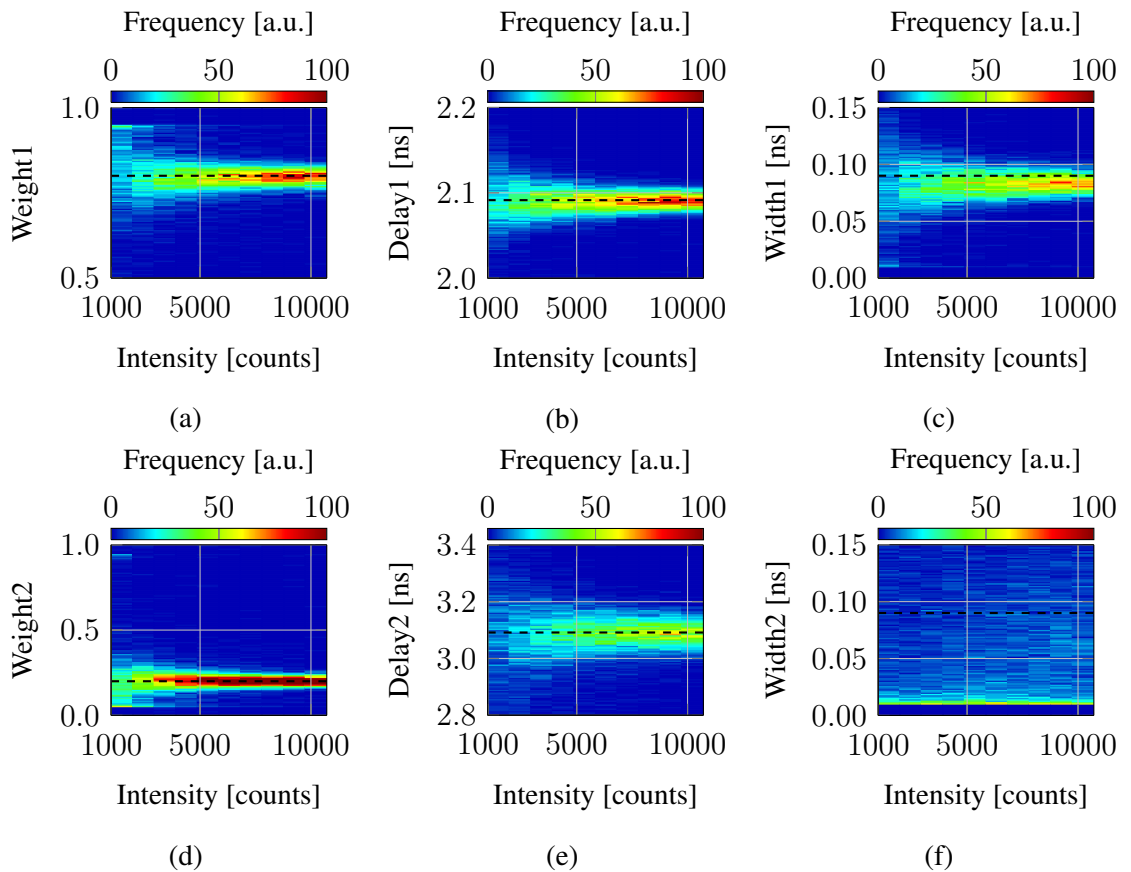 Frequency [a.u.]
0 50 100
Weight1
1.0
0.5
1000 5000 10000
Intensity [counts]
(a)
Frequency [a.u.]
0 50 100
Delay1 [ns]
2.2
2.1
2.0
1000 5000 10000
Intensity [counts]
(b)
Frequency [a.u.]
0 50 100
Width1 [ns]
0.15
0.10
0.05
0.00
1000 5000 10000
Intensity [counts]
(c)
Frequency [a.u.]
0 50 100
Weight2
1.0
0.5
0.0
1000 5000 10000
Intensity [counts]
(d)
Frequency [a.u.]
0 50 100
Delay2 [ns]
3.4
3.2
3.0
2.8
1000 5000 10000
Intensity [counts]
(e)
Frequency [a.u.]
0 50 100
Width2 [ns]
0.15
0.10
0.05
0.00
1000 5000 10000
Intensity [counts]
(f)